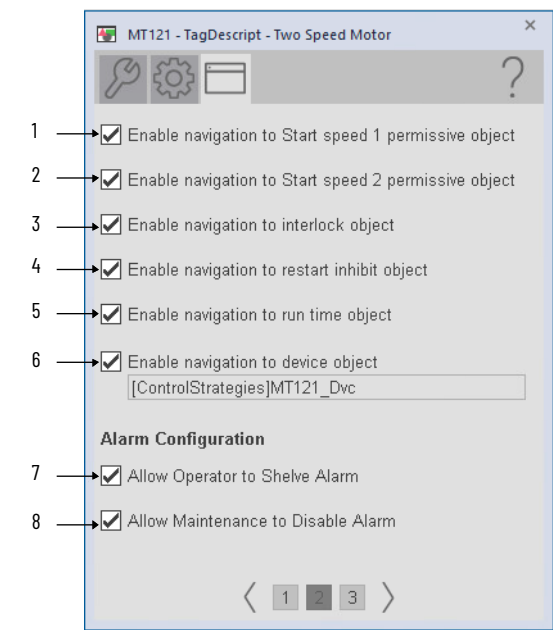 MT121 - TagDescript - Two Speed Motor
1 Enable navigation to Start speed 1 permissive object
2 Enable navigation to Start speed 2 permissive object
3 Enable navigation to interlock object
4 Enable navigation to restart inhibit object
5 Enable navigation to run time object
6 Enable navigation to device object
[ControlStrategies]MT121_Dvc
Alarm Configuration
7 Allow Operator to Shelve Alarm
8 Allow Maintenance to Disable Alarm
1 2 3